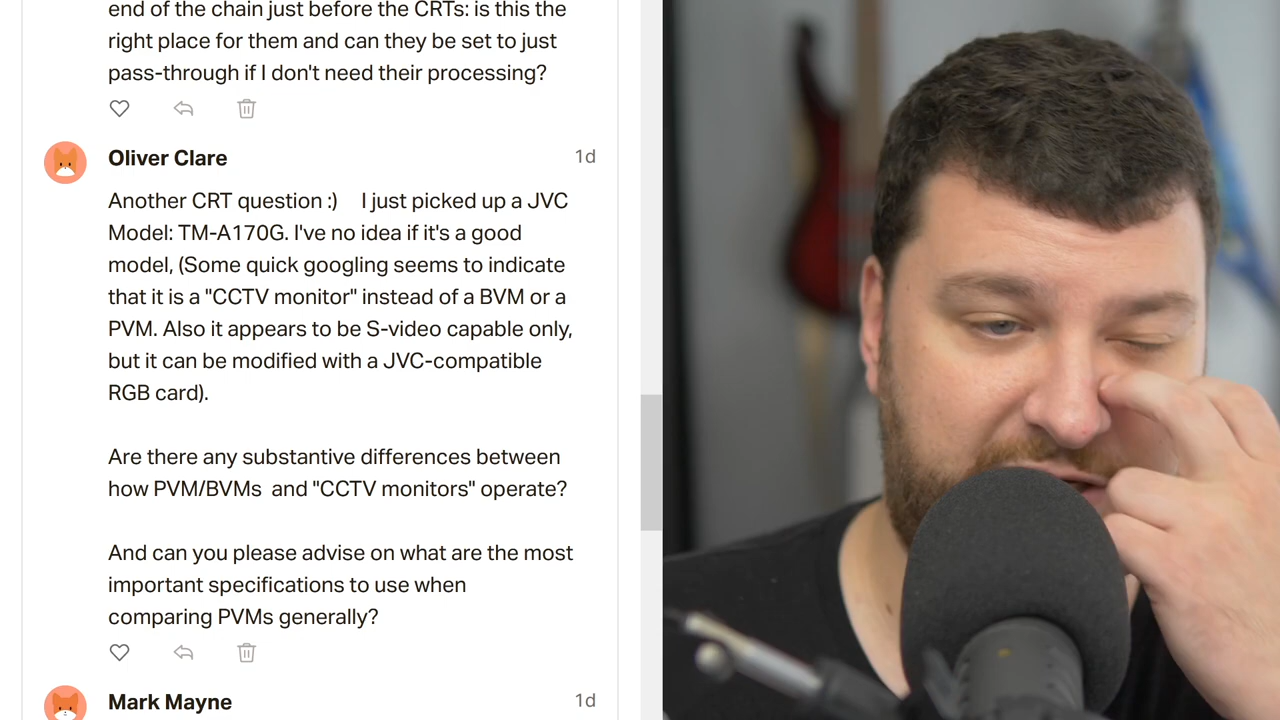 end of the chain just before the CRTs: is this the
right place for them and can they be set to just
pass-through if I don't need their processing?
Oliver Clare
1d
Another CRT question :) I just picked up a JVC
Model: TM-A170G. I've no idea if it's a good
model, (Some quick googling seems to indicate
that it is a "CCTV monitor" instead of a BVM or a
PVM. Also it appears to be S-video capable only,
but it can be modified with a JVC-compatible
RGB card).
Are there any substantive differences between
how PVM/BVMs and "CCTV monitors" operate?
And can you please advise on what are the most
important specifications to use when
comparing PVMs generally?
Mark Mayne
1d